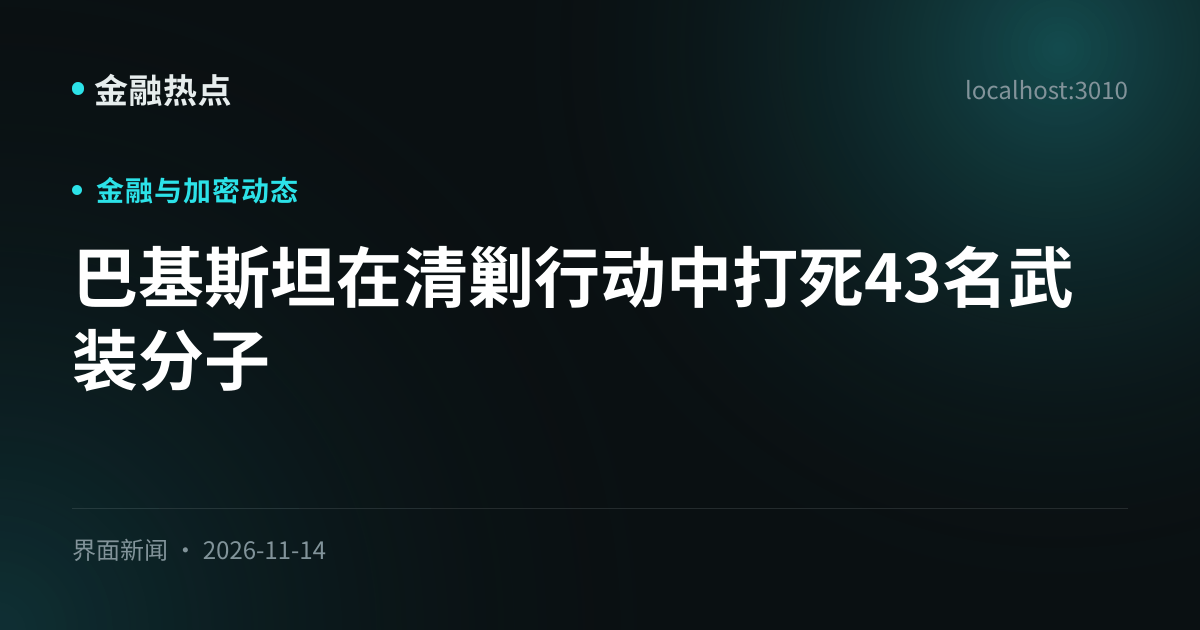 金融热点
localhost:3010
金融与加密动态
巴基斯坦在清剿行动中打死43名武
装分子
界面新闻 • 2026-11-14